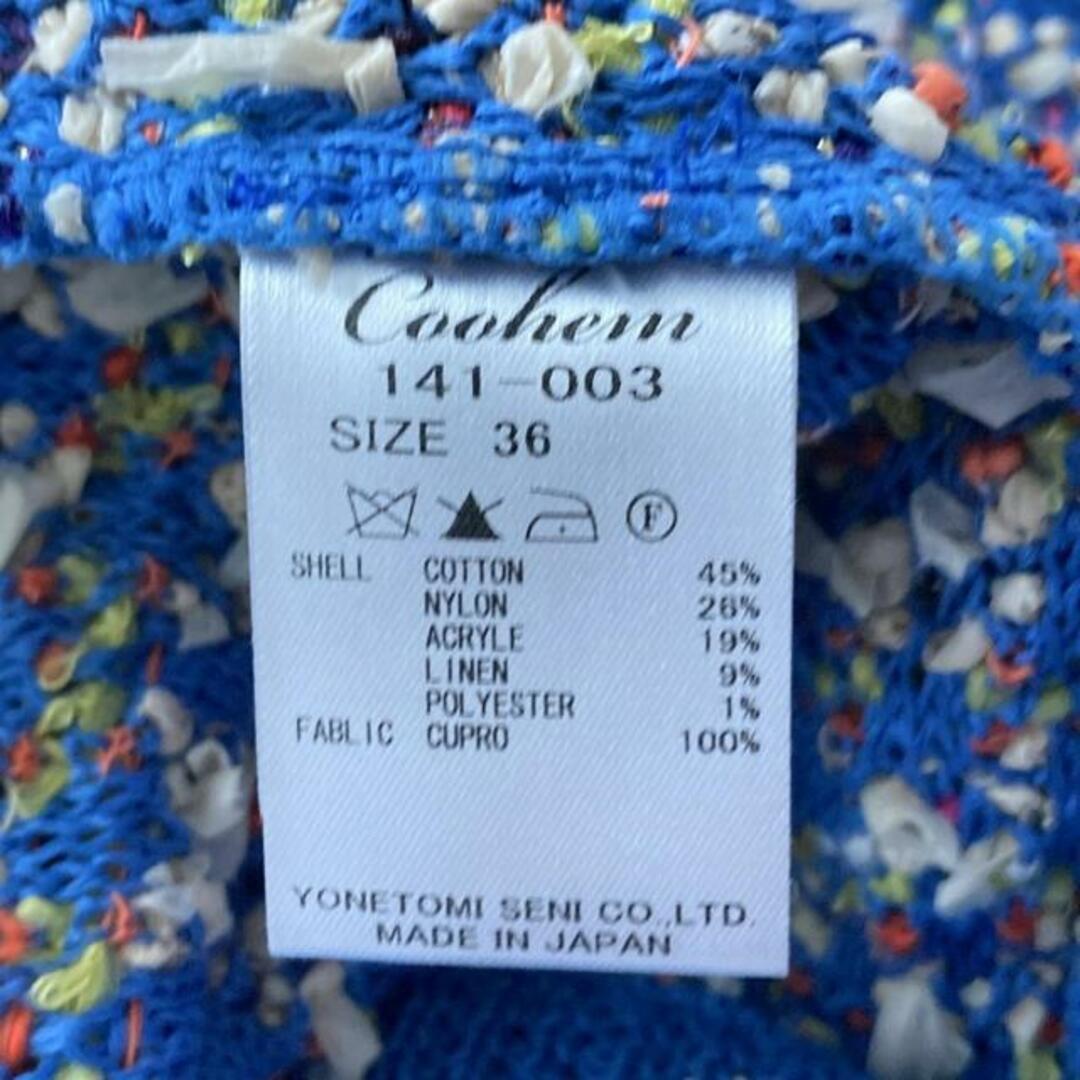 Coohem
141-003
SIZE 36
F
SHELL COTTON 45%
NYLON 26%
ACRYLE 19%
LINEN 9%
POLYESTER 1%
FABLIC CUPRO 100%
YONETOMI SENI CO.,LTD.
MADE IN JAPAN